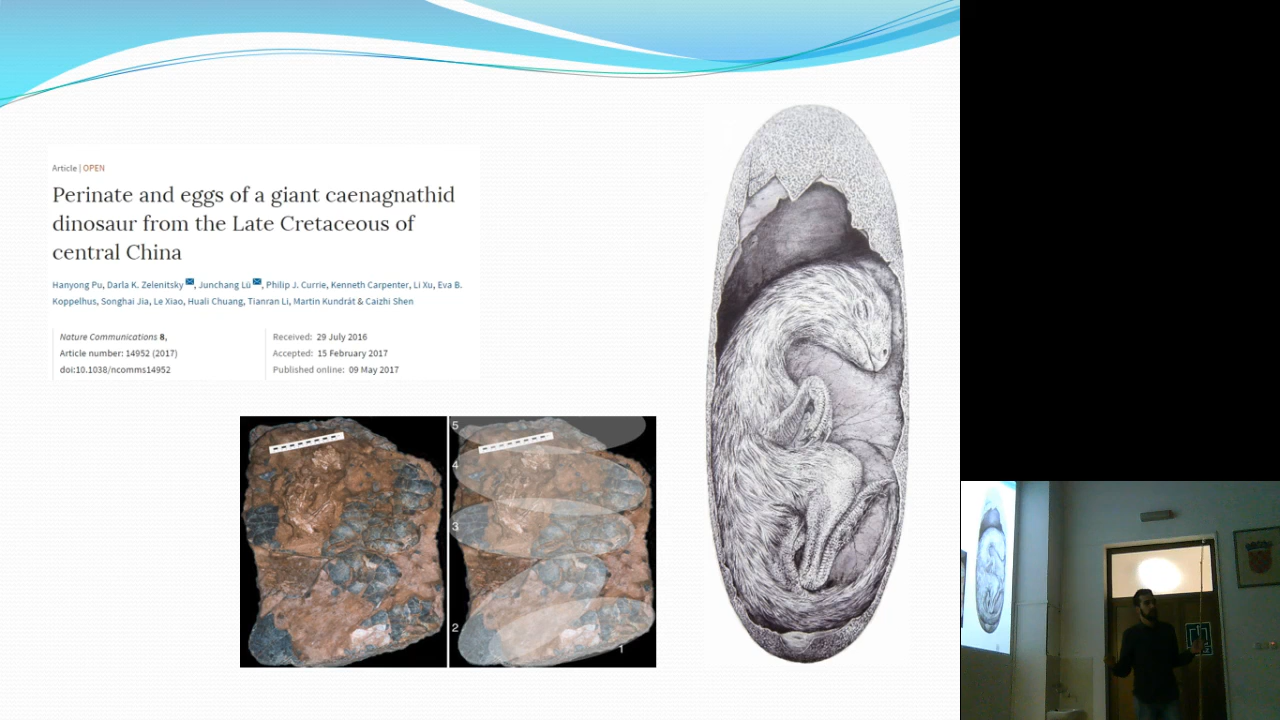 Article | OPEN
Perinate and eggs of a giant caenagnathid
dinosaur from the Late Cretaceous of
central China
Hanyong Pu, Darla K. Zelenitsky, Junchang Lü, Philip J. Currie, Kenneth Carpenter, Li Xu, Eva B.
Koppelhus, Songhai Jia, Le Xiao, Huali Chuang, Tianran Li, Martin Kundrát & Caizhi Shen
Nature Communications 8,
Article number: 14952 (2017)
doi:10.1038/ncomms14952
Received: 29 July 2016
Accepted: 15 February 2017
Published online: 09 May 2017
5
4
3
2
1